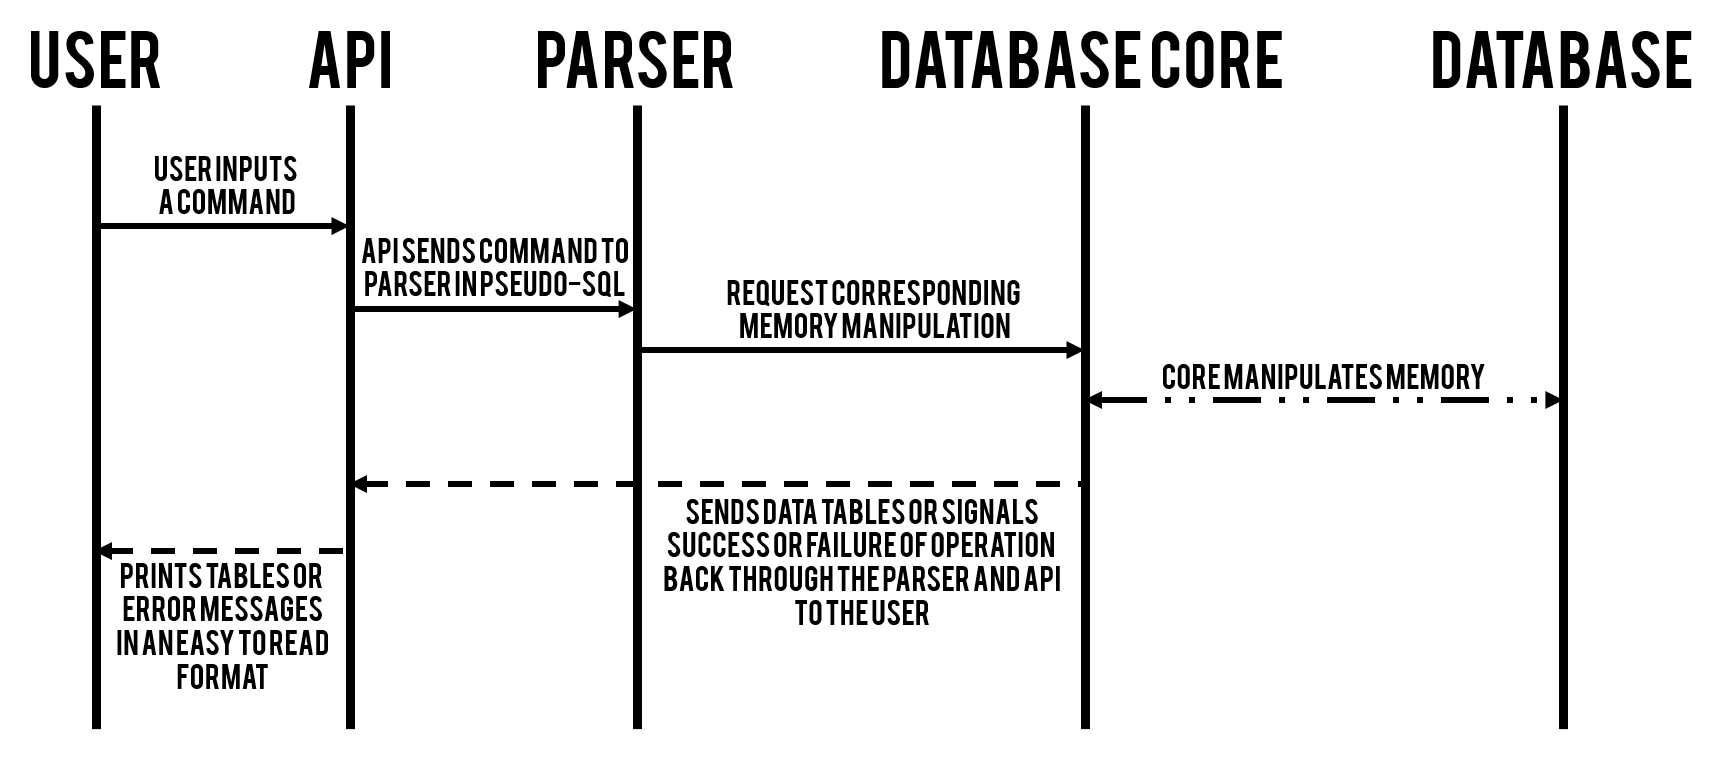 USER
API
PARSER
DATABASE CORE
DATABASE
USER INPUTS
A COMMAND
API SENDS COMMAND TO
PARSER IN PSEUDO-SQL
REQUEST CORRESPONDING
MEMORY MANIPULATION
CORE MANIPULATES MEMORY
SENDS DATA TABLES OR SIGNALS
SUCCESS OR FAILURE OF OPERATION
BACK THROUGH THE PARSER AND API
TO THE USER
PRINTS TABLES OR
ERROR MESSAGES
IN AN EASY TO READ
FORMAT